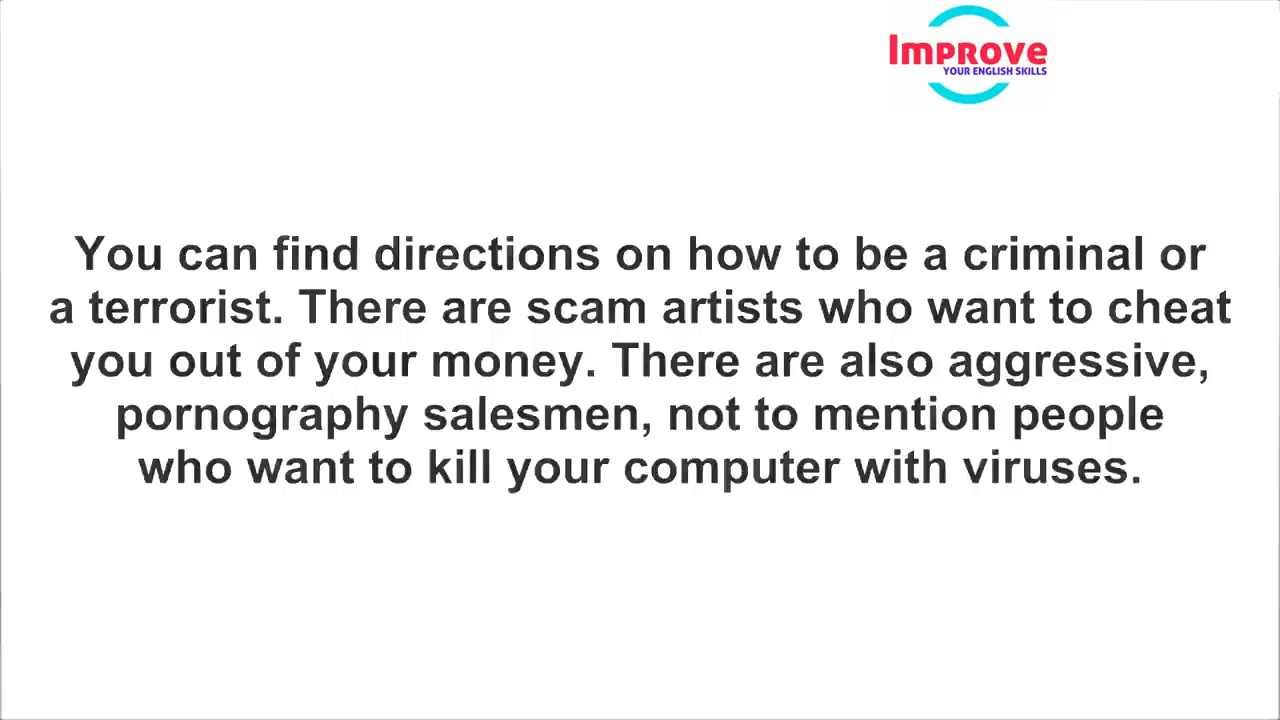 Improve
YOUR ENGLISH SKILLS
You can find directions on how to be a criminal or
a terrorist. There are scam artists who want to cheat
you out of your money. There are also aggressive,
pornography salesmen, not to mention people
who want to kill your computer with viruses.